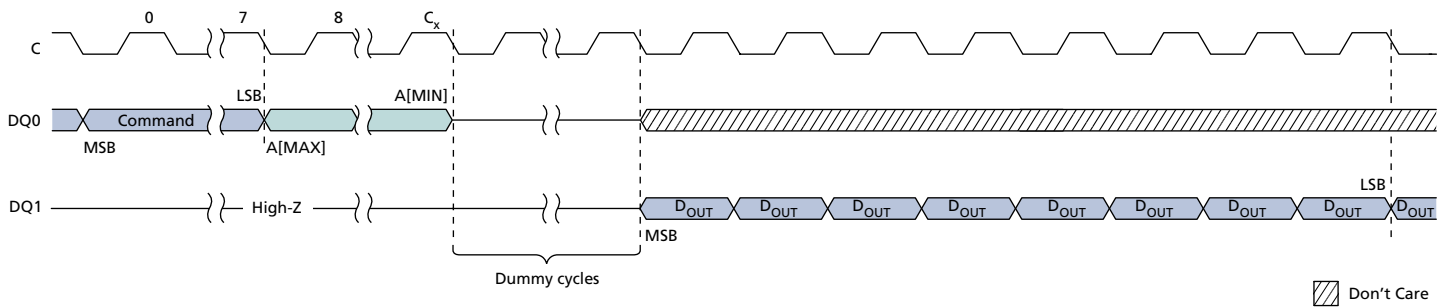 0 7 8 Cx
C
LSB A[MIN]
DQ0 Command
MSB A[MAX]
LSB
DQ1 High-Z DOUT DOUT DOUT DOUT DOUT DOUT DOUT DOUT DOUT
MSB
Dummy cycles
Don't Care